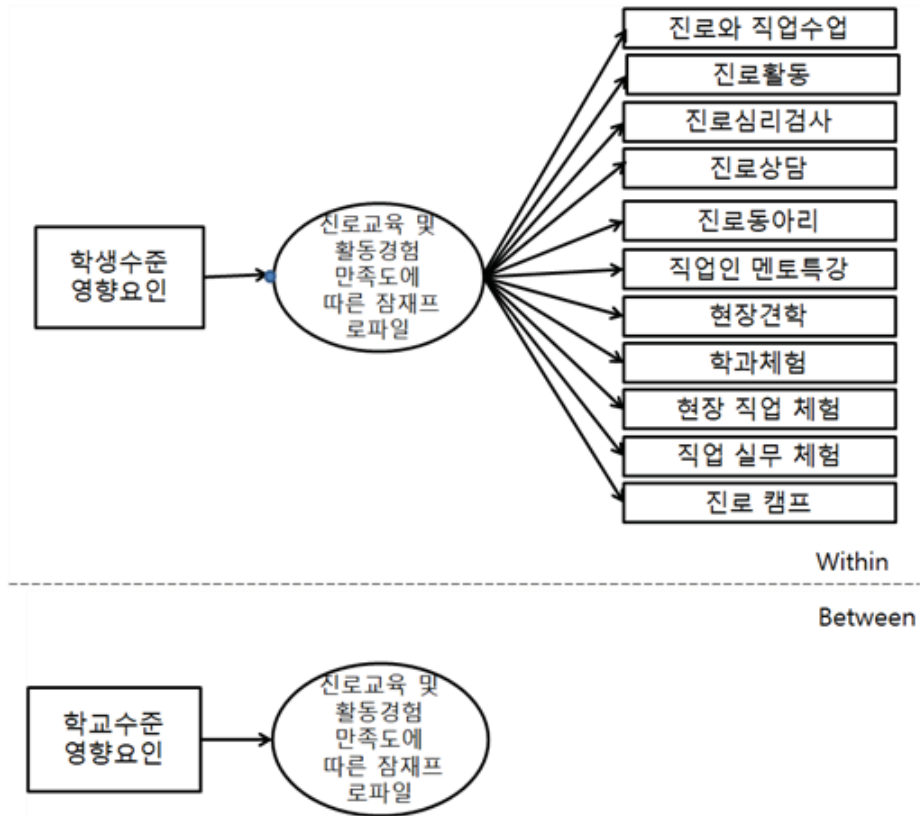 진로와 직업수업
진로활동
진로심리검사
진로상담
진로동아리
직업인 멘토특강
현장견학
학과체험
현장 직업 체험
직업 실무 체험
진로 캠프
학생수준
영향요인
진로교육 및
활동경험
만족도에
따른 잠재프
로파일
Within
Between
학교수준
영향요인
진로교육 및
활동경험
만족도에
따른 잠재프
로파일